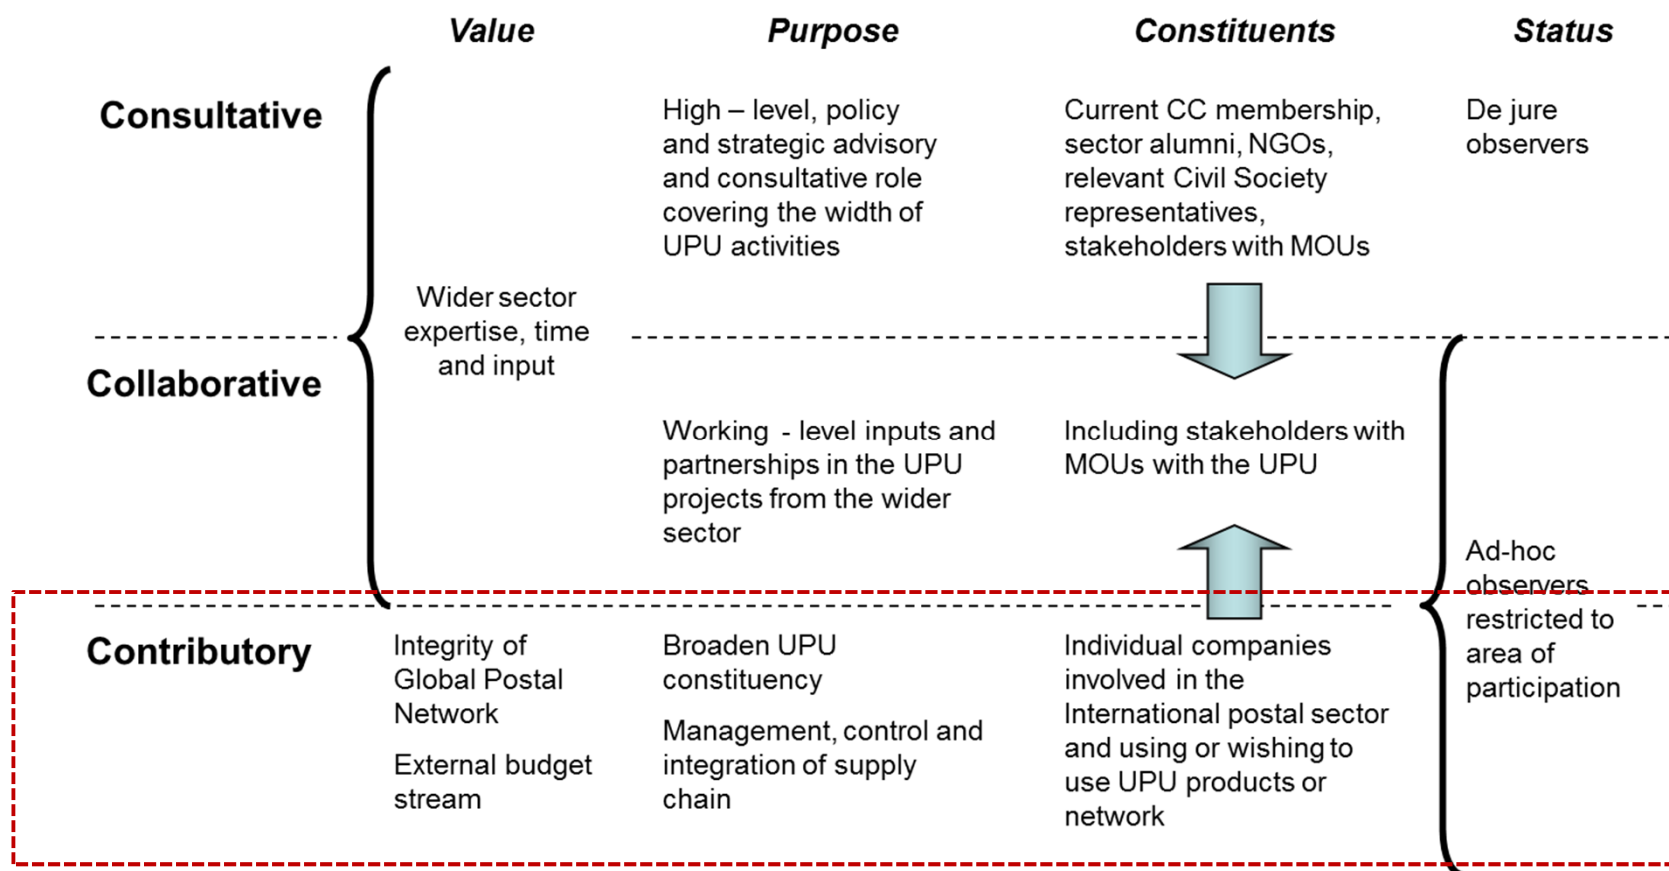 Value
Purpose
Constituents
Status
Consultative
High – level, policy
and strategic advisory
and consultative role
covering the width of
UPU activities
Current CC membership,
sector alumni, NGOs,
relevant Civil Society
representatives,
stakeholders with MOUs
De jure
observers
Wider sector
expertise, time
and input
Collaborative
Working - level inputs and
partnerships in the UPU
projects from the wider
sector
Including stakeholders with
MOUs with the UPU
Ad-hoc
observers
restricted to
area of
participation
Contributory
Integrity of
Global Postal
Network
External budget
stream
Broaden UPU
constituency
Management, control and
integration of supply
chain
Individual companies
involved in the
International postal sector
and using or wishing to
use UPU products or
network